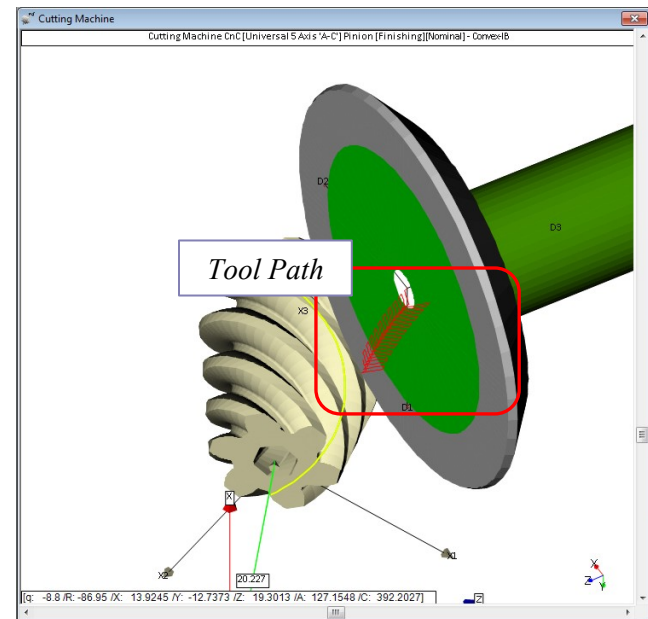 Cutting Machine
Cutting Machine CnC [Universal 5 Axis 'A-C'] Pinion [Finishing][Nominal] - Convex-IB
D2
D3
Tool Path
X3
D1
X
X1
X2
20.227
X
Z
Y
[q: -8.8 /R: -86.95 /X: 13.9245 /Y: -12.7373 /Z: 19.3013 /A: 127.1548 /C: 392.2027]
Z